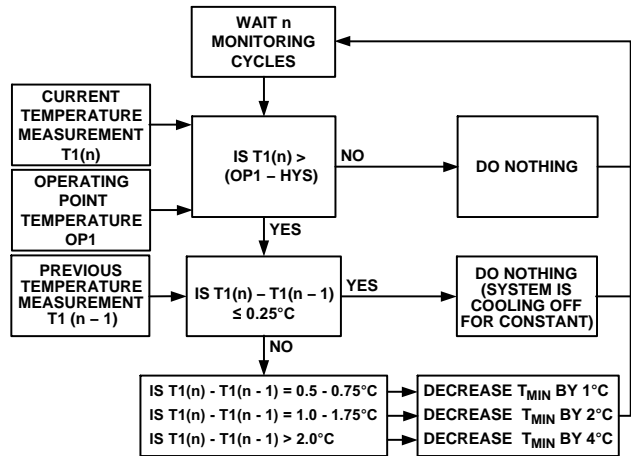 WAIT n
MONITORING
CYCLES
CURRENT
TEMPERATURE
MEASUREMENT
T1(n)
IS T1(n) >
(OP1 – HYS)
NO
DO NOTHING
OPERATING
POINT
TEMPERATURE
OP1
YES
PREVIOUS
TEMPERATURE
MEASUREMENT
T1 (n – 1)
IS T1(n) – T1(n – 1)
≤ 0.25°C
YES
DO NOTHING
(SYSTEM IS
COOLING OFF
FOR CONSTANT)
NO
IS T1(n) - T1(n - 1) = 0.5 - 0.75°C
DECREASE TMIN BY 1°C
IS T1(n) - T1(n - 1) = 1.0 - 1.75°C
DECREASE TMIN BY 2°C
IS T1(n) - T1(n - 1) > 2.0°C
DECREASE TMIN BY 4°C